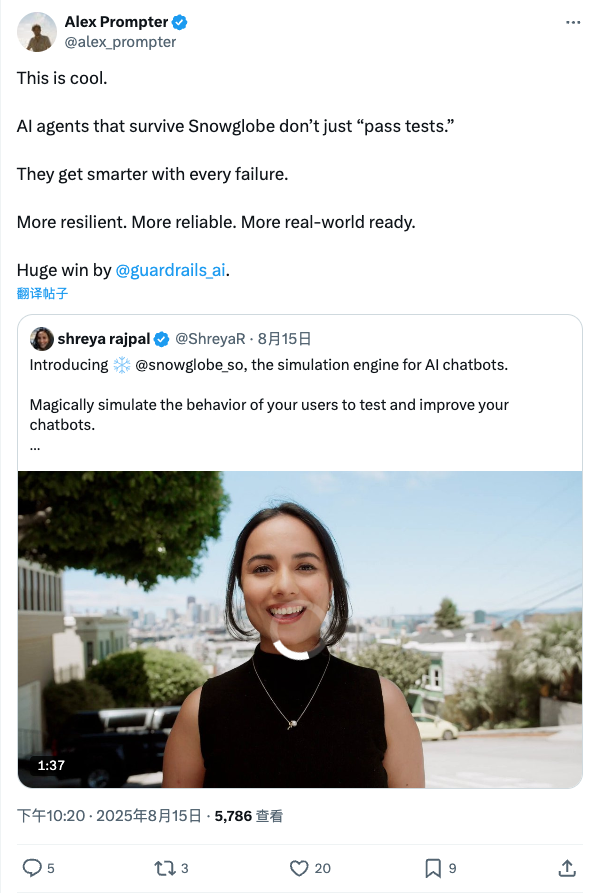 Alex Prompter
@alex_prompter
This is cool.
AI agents that survive Snowglobe don’t just “pass tests.”
They get smarter with every failure.
More resilient. More reliable. More real-world ready.
Huge win by @guardrails_ai.
翻译帖子
shreya rajpal @ShreyaR · 8月15日
Introducing ❄️ @snowglobe_so, the simulation engine for AI chatbots.
Magically simulate the behavior of your users to test and improve your
chatbots.
...
1:37
下午10:20 · 2025年8月15日 · 5,786 查看
5 3 20 9